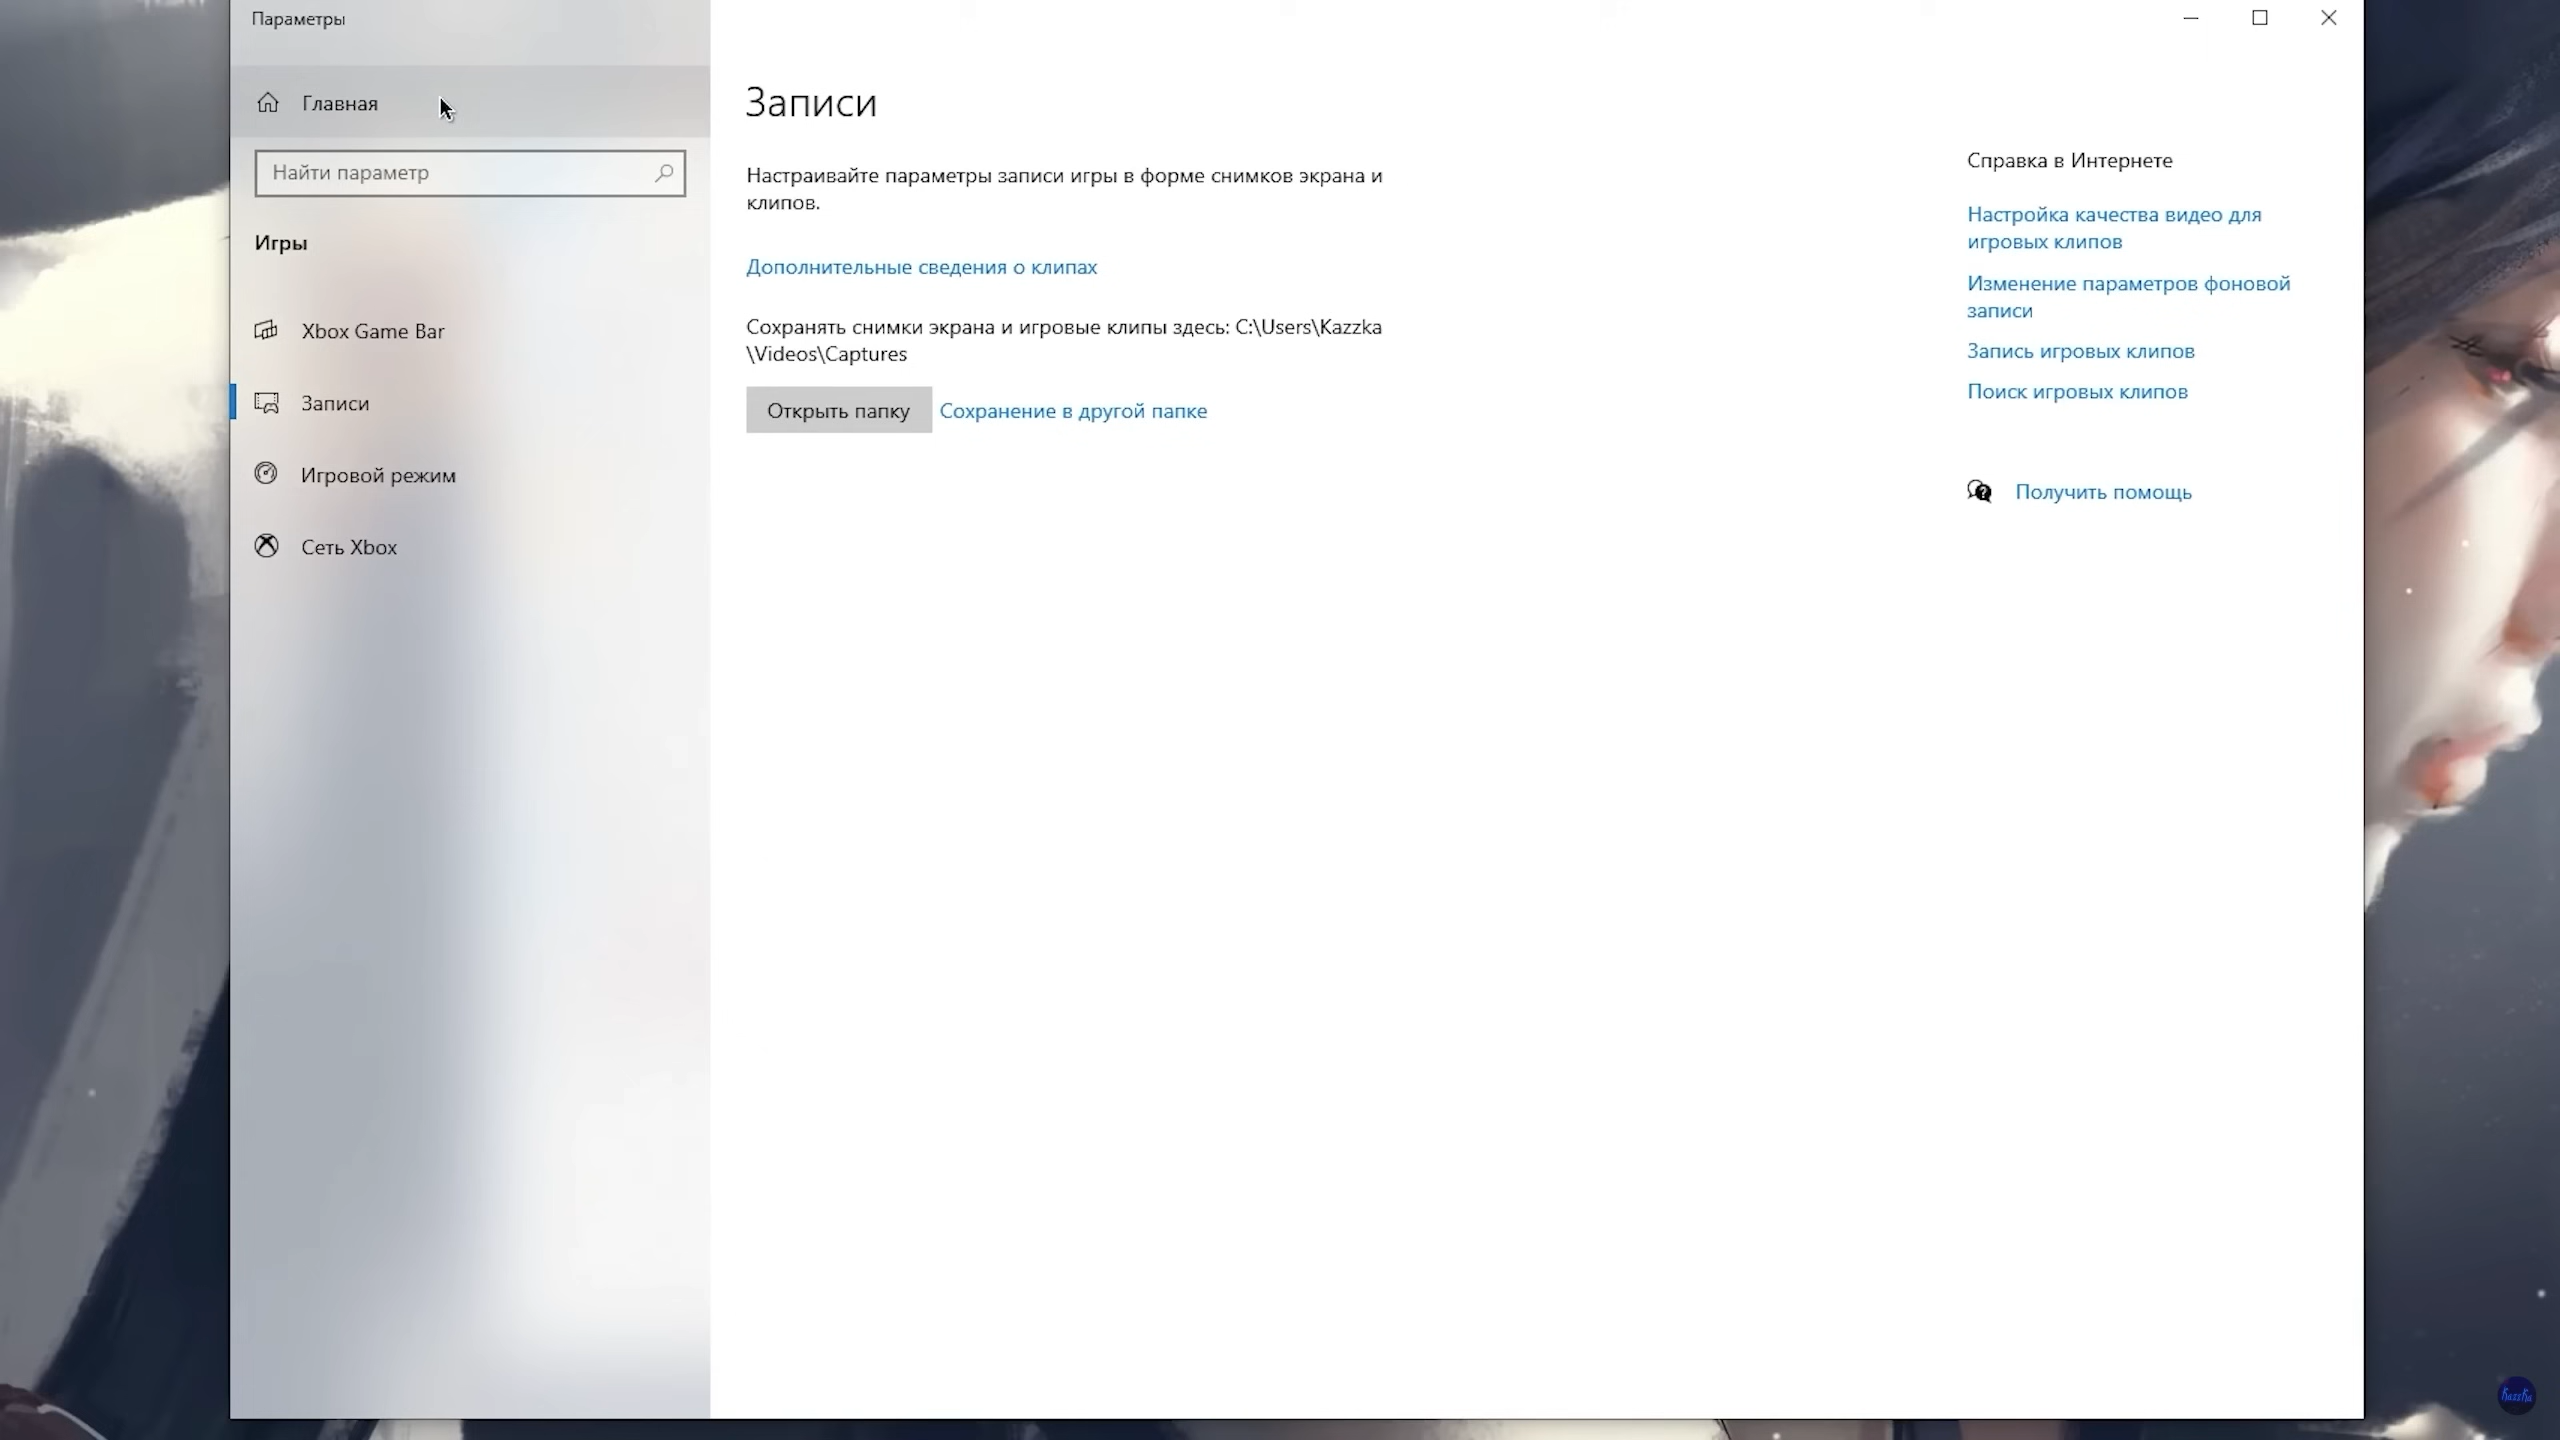 Параметры
Главная
Найти параметр
Игры
Xbox Game Bar
Записи
Игровой режим
Сеть Xbox
Записи
Настраивайте параметры записи игры в форме снимков экрана и
клипов.
Дополнительные сведения о клипах
Сохранять снимки экрана и игровые клипы здесь: C:\Users\Kazzka
\Videos\Captures
Открыть папку Сохранение в другой папке
Справка в Интернете
Настройка качества видео для
игровых клипов
Изменение параметров фоновой
записи
Запись игровых клипов
Поиск игровых клипов
Получить помощь